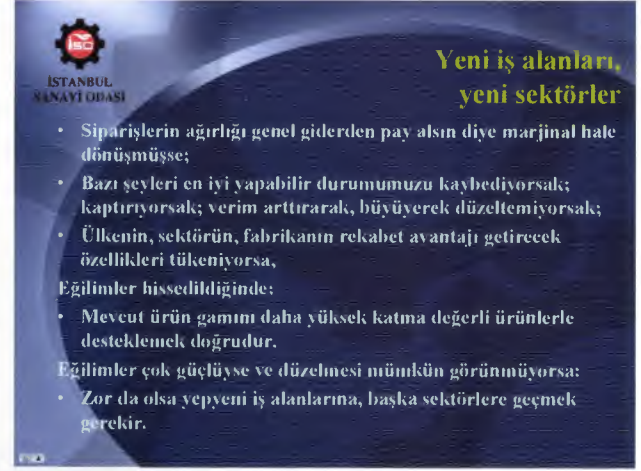 İSO
İSTANBUL
SANAYİ ODASI
Yeni iş alanları,
yeni sektörler
• Siparişlerin ağırlığı genel giderden pay alsın diye marjinal hale
dönüşmüşse;
• Bazı şeyleri en iyi yapabilir durumumuzu kaybediyorsak;
kaptırıyorsak; verim arttırarak, büyüyerek düzeltemiyorsak;
• Ülkenin, sektörün, fabrikanın rekabet avantajı getirecek
özellikleri tükeniyorsa,
Eğilimler hissedildiğinde:
• Mevcut ürün gamını daha yüksek katma değerli ürünlerle
desteklemek doğrudur.
Eğilimler çok güçlüyse ve düzelmesi mümkün görünmüyorsa:
• Zor da olsa yepyeni iş alanlarına, başka sektörlere geçmek
gerekir.